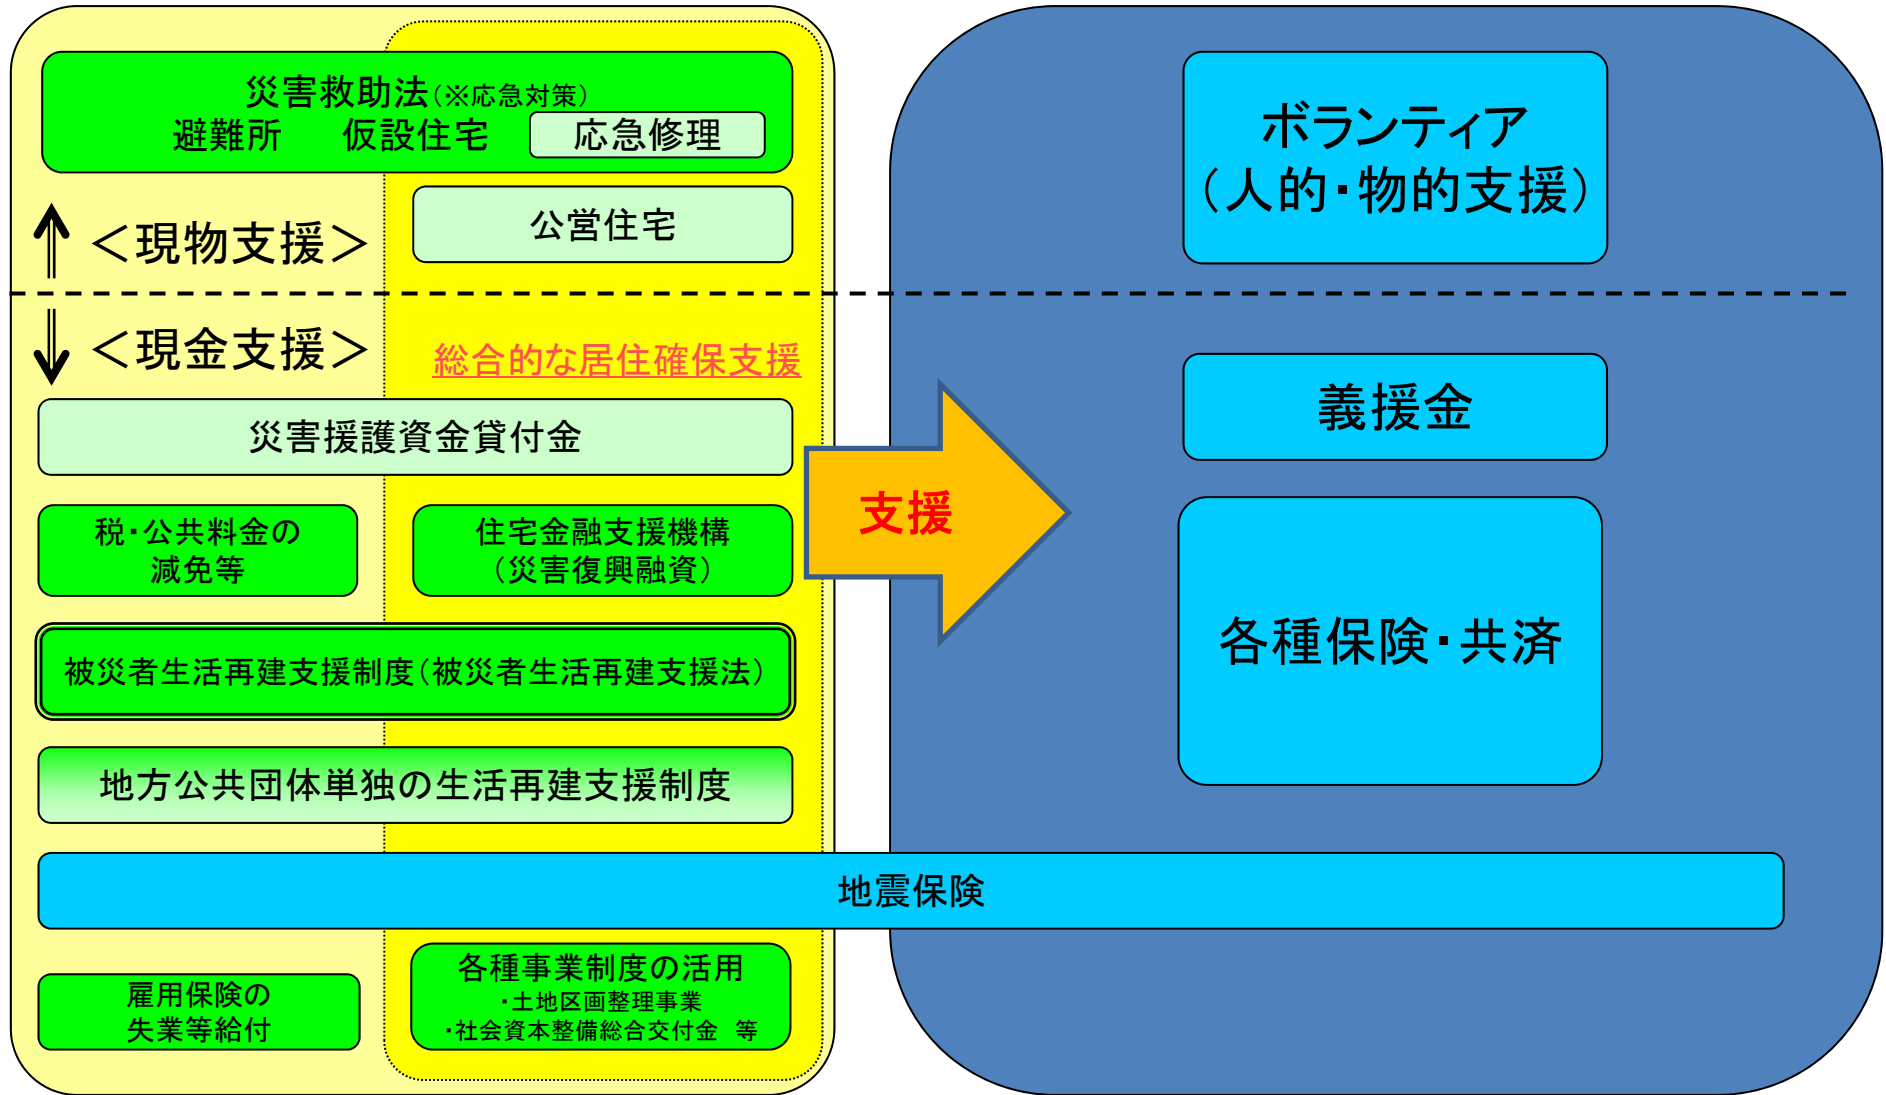 災害救助法(※応急対策)
避難所 仮設住宅 応急修理
公営住宅
<現物支援>
<現金支援>
総合的な居住確保支援
災害援護資金貸付金
税・公共料金の
減免等
住宅金融支援機構
(災害復興融資)
被災者生活再建支援制度(被災者生活再建支援法)
地方公共団体単独の生活再建支援制度
地震保険
雇用保険の
失業等給付
各種事業制度の活用
・土地区画整理事業
・社会資本整備総合交付金 等
支援
ボランティア
(人的・物的支援)
義援金
各種保険・共済